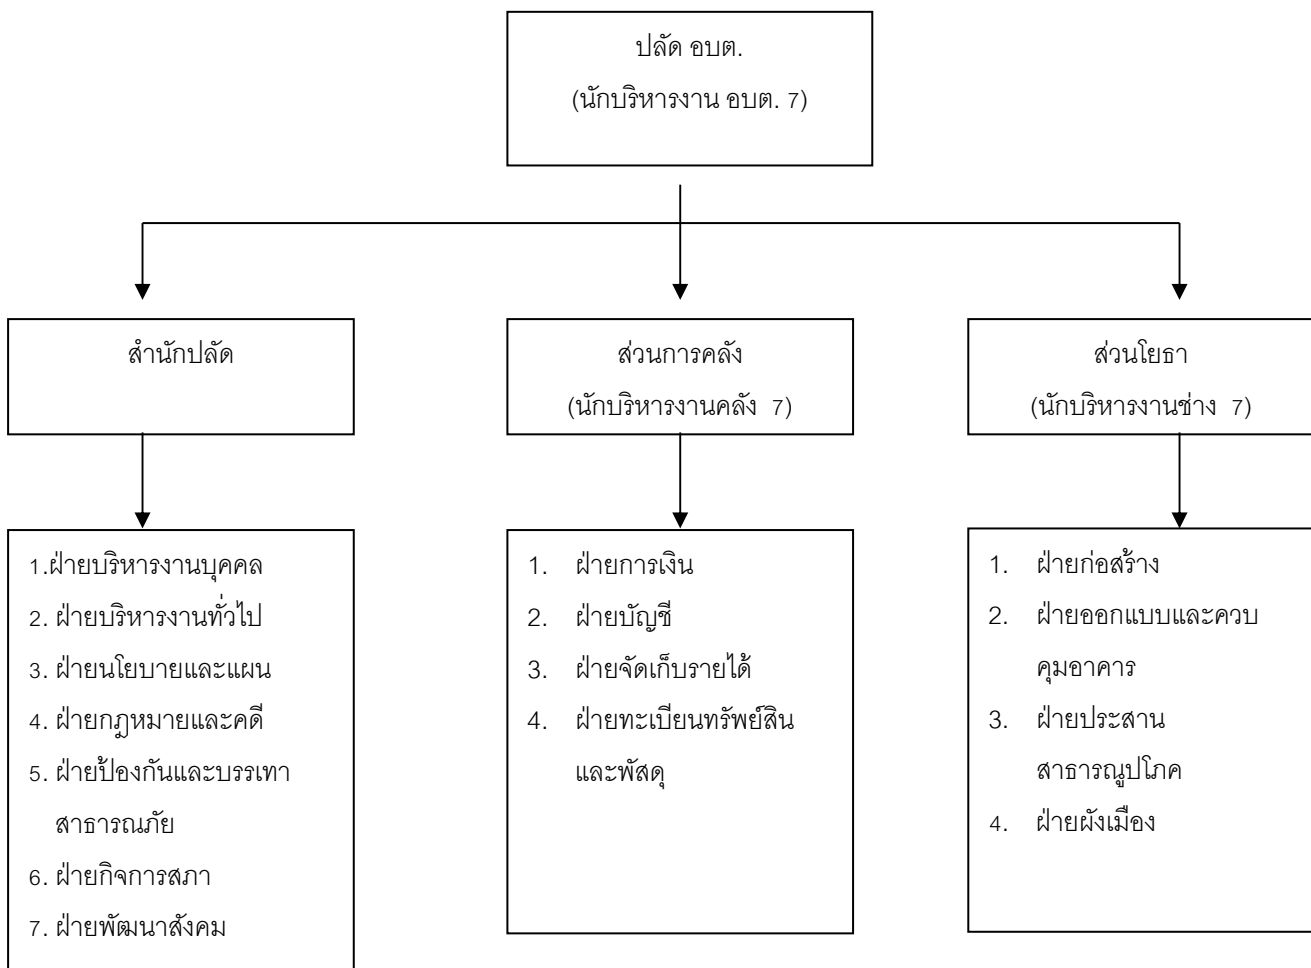 ปลัด อบต.
(นักบริหารงาน อบต. 7)
สำนักปลัด
ส่วนการคลัง
(นักบริหารงานคลัง 7)
ส่วนโยธา
(นักบริหารงานช่าง 7)
1.ฝ่ายบริหารงานบุคคล
2. ฝ่ายบริหารงานทั่วไป
3. ฝ่ายนโยบายและแผน
4. ฝ่ายกฎหมายและคดี
5. ฝ่ายป้องกันและบรรเทา
สาธารณภัย
6. ฝ่ายกิจการสภา
7. ฝ่ายพัฒนาสังคม
1. ฝ่ายการเงิน
2. ฝ่ายบัญชี
3. ฝ่ายจัดเก็บรายได้
4. ฝ่ายทะเบียนทรัพย์สิน
และพัสดุ
1. ฝ่ายก่อสร้าง
2. ฝ่ายออกแบบและควบ
คุมอาคาร
3. ฝ่ายประสาน
สาธารณูปโภค
4. ฝ่ายผังเมือง